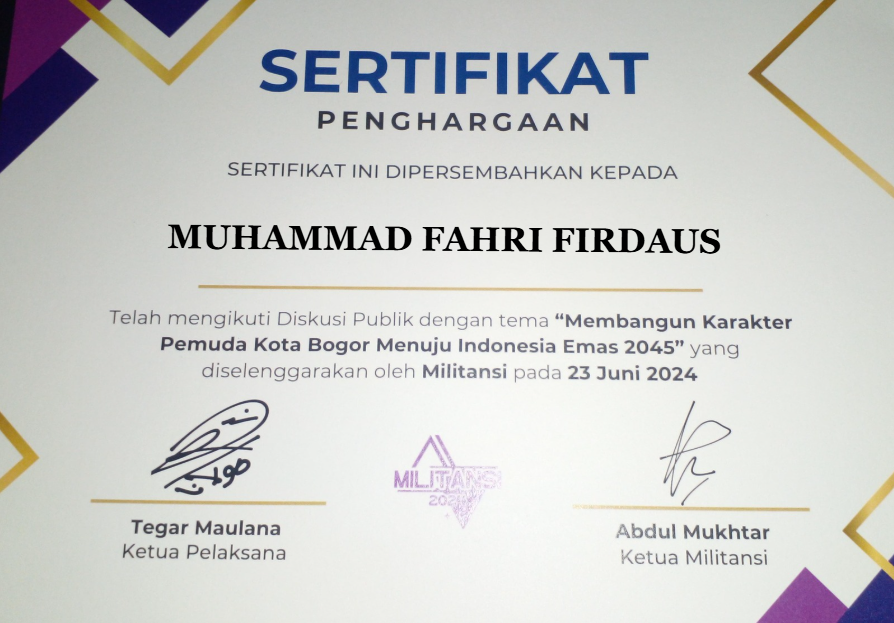 SERTIFIKAT
PENGHARGAAN
SERTIFIKAT INI DIPERSEMBAHKAN KEPADA
MUHAMMAD FAHRI FIRDAUS
Telah mengikuti Diskusi Publik dengan tema “Membangun Karakter
Pemuda Kota Bogor Menuju Indonesia Emas 2045” yang
diselenggarakan oleh Militansi pada 23 Juni 2024
MILITANSI
Tegar Maulana
Ketua Pelaksana
Abdul Mukhtar
Ketua Militansi